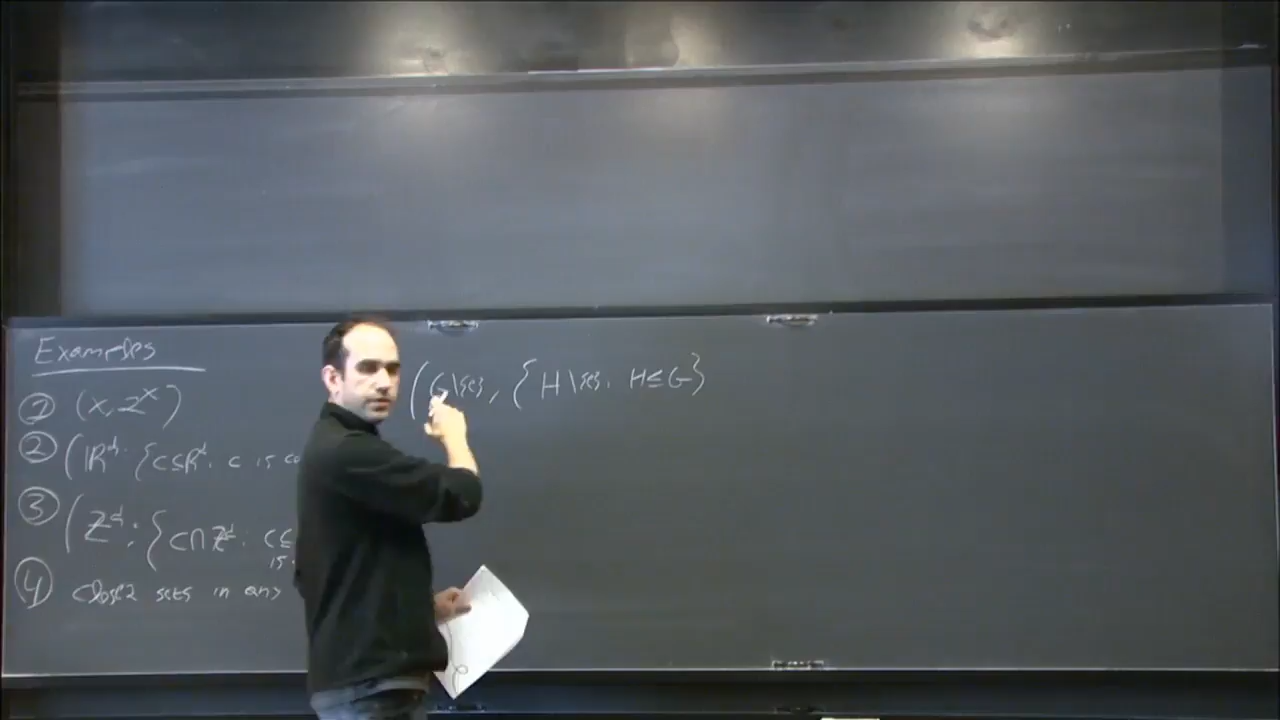 Examples
① (X, 2^X)
② (ℝ^d, {C⊆ℝ^d: C is co
③ (ℤ^d, {C∩ℤ^d: C⊆
is
④ closed sets in any
(G\{e}, {H\{e}: H≤G}